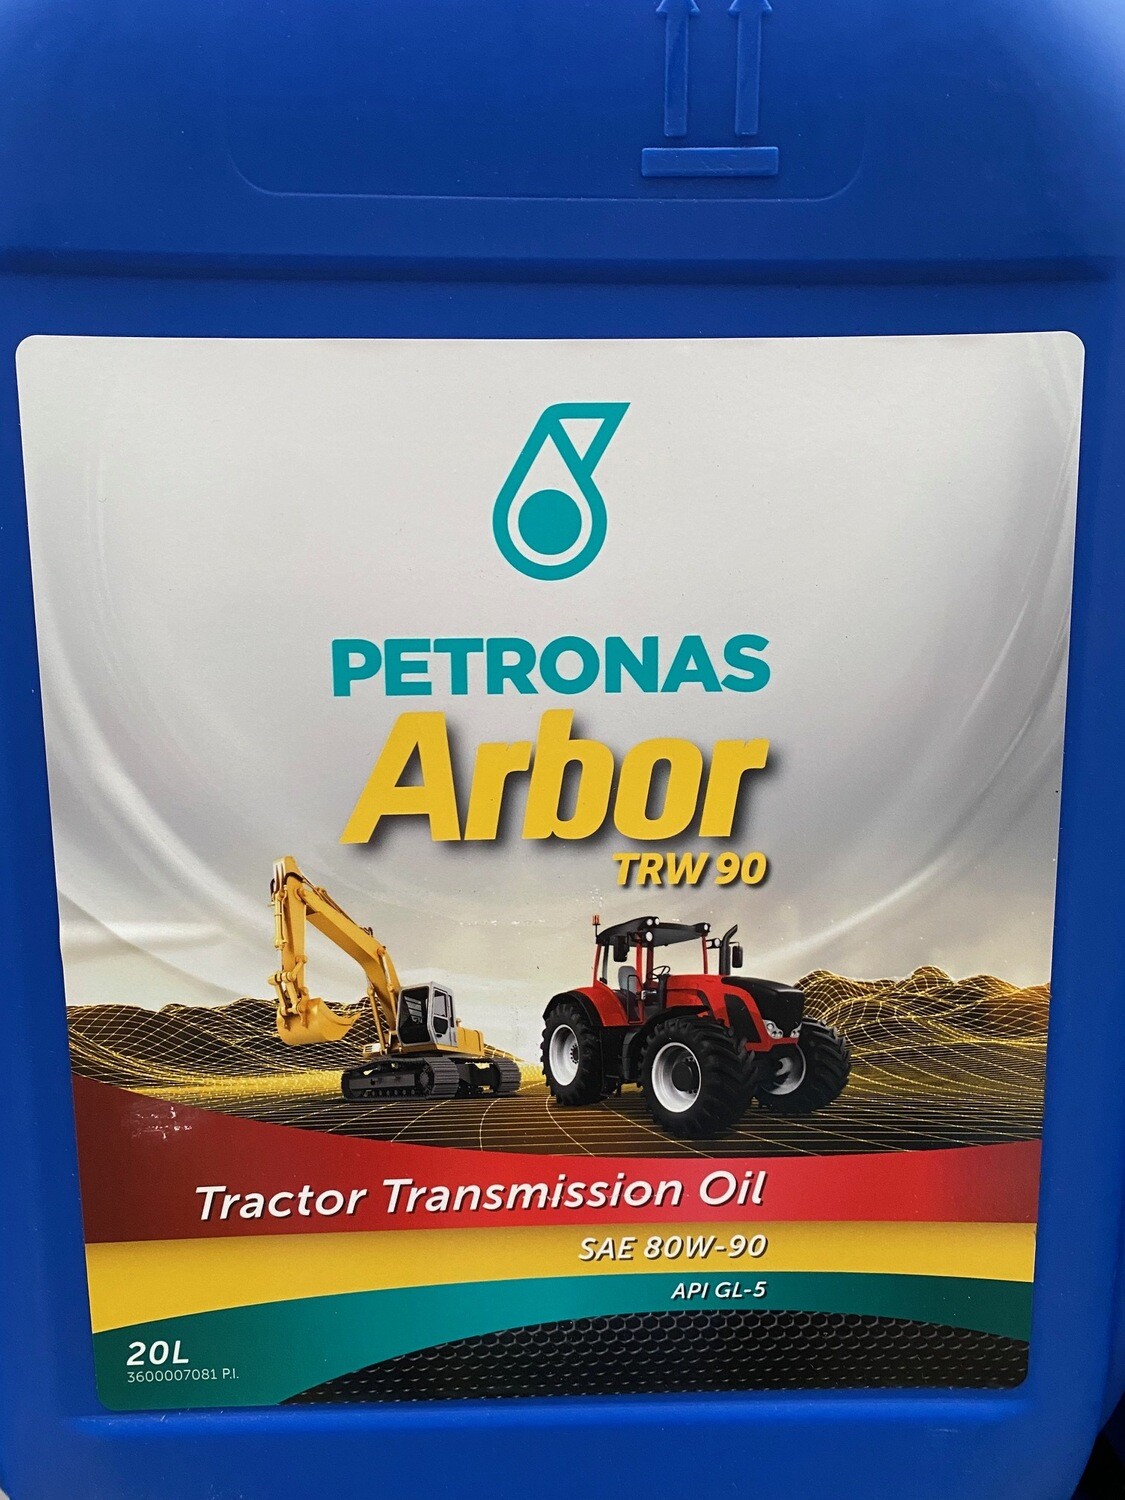 PETRONAS
Arbor
TRW 90
Tractor Transmission Oil
SAE 80W-90
API GL-5
20L
3600007081 P.I.